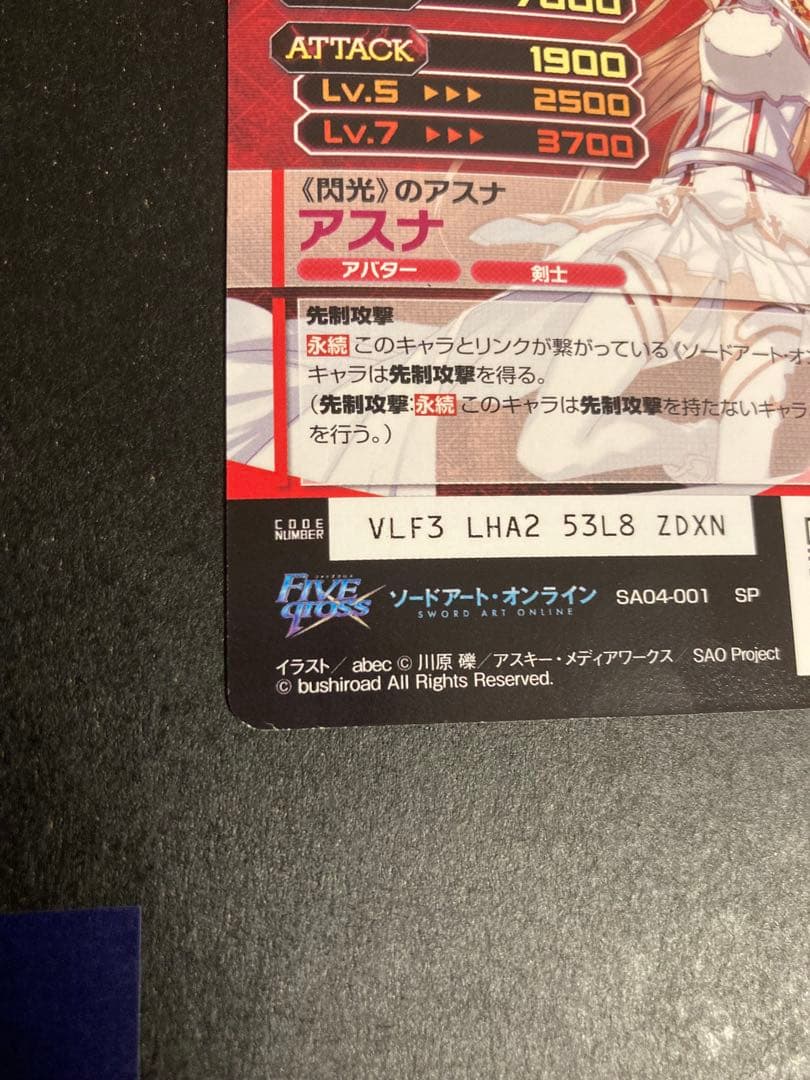 7000
ATTACK 1900
Lv.5 ▶▶▶ 2500
Lv.7 ▶▶▶ 3700
《閃光》のアスナ
アスナ
アバター 剣士
先制攻撃
永続 このキャラとリンクが繋がっている《ソードアート・オン
キャラは先制攻撃を得る。
(先制攻撃:永続 このキャラは先制攻撃を持たないキャラ
を行う。)
CODE NUMBER VLF3 LHA2 53L8 ZDXN
FIVE qross ソードアート・オンライン SA04-001 SP
SWORD ART ONLINE
イラスト/abec © 川原 礫/アスキー・メディアワークス/SAO Project
© bushiroad All Rights Reserved.